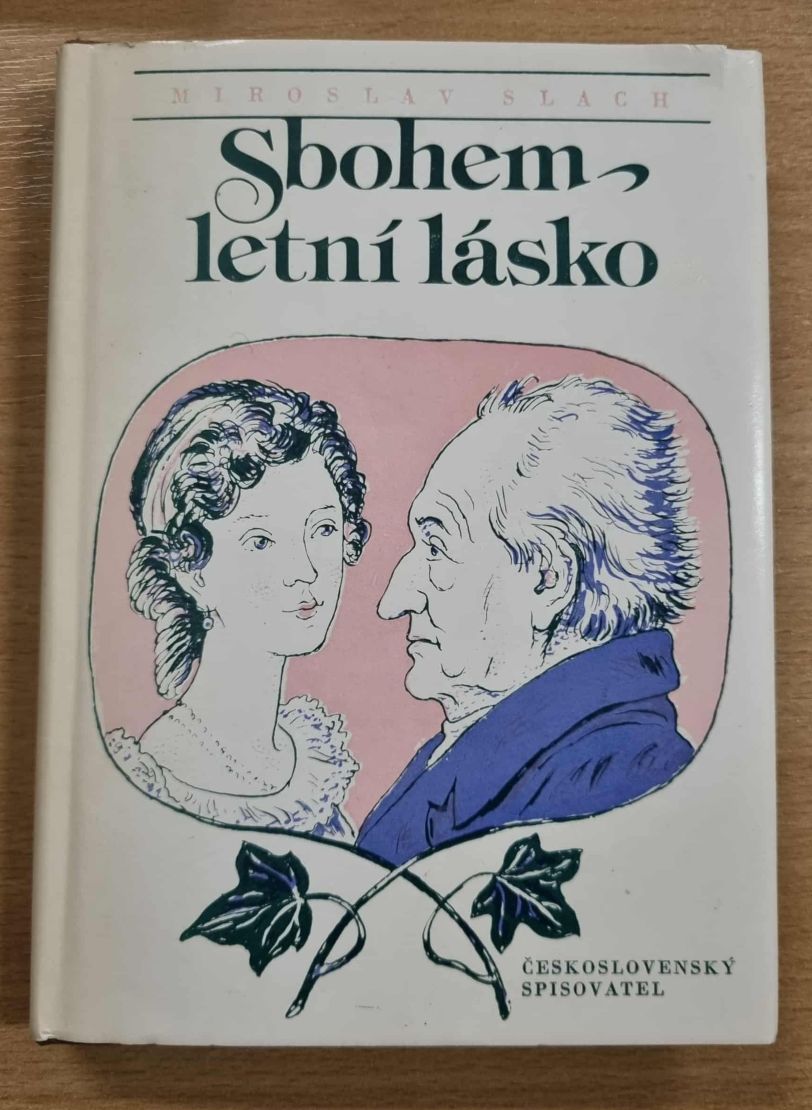 MIROSLAV SLACH
Sbohem,
letní lásko
ČESKOSLOVENSKÝ
SPISOVATEL